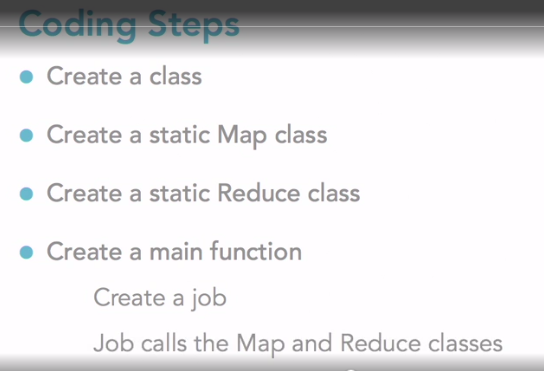 Coding Steps
Create a class
Create a static Map class
Create a static Reduce class
Create a main function
Create a job
Job calls the Map and Reduce classes